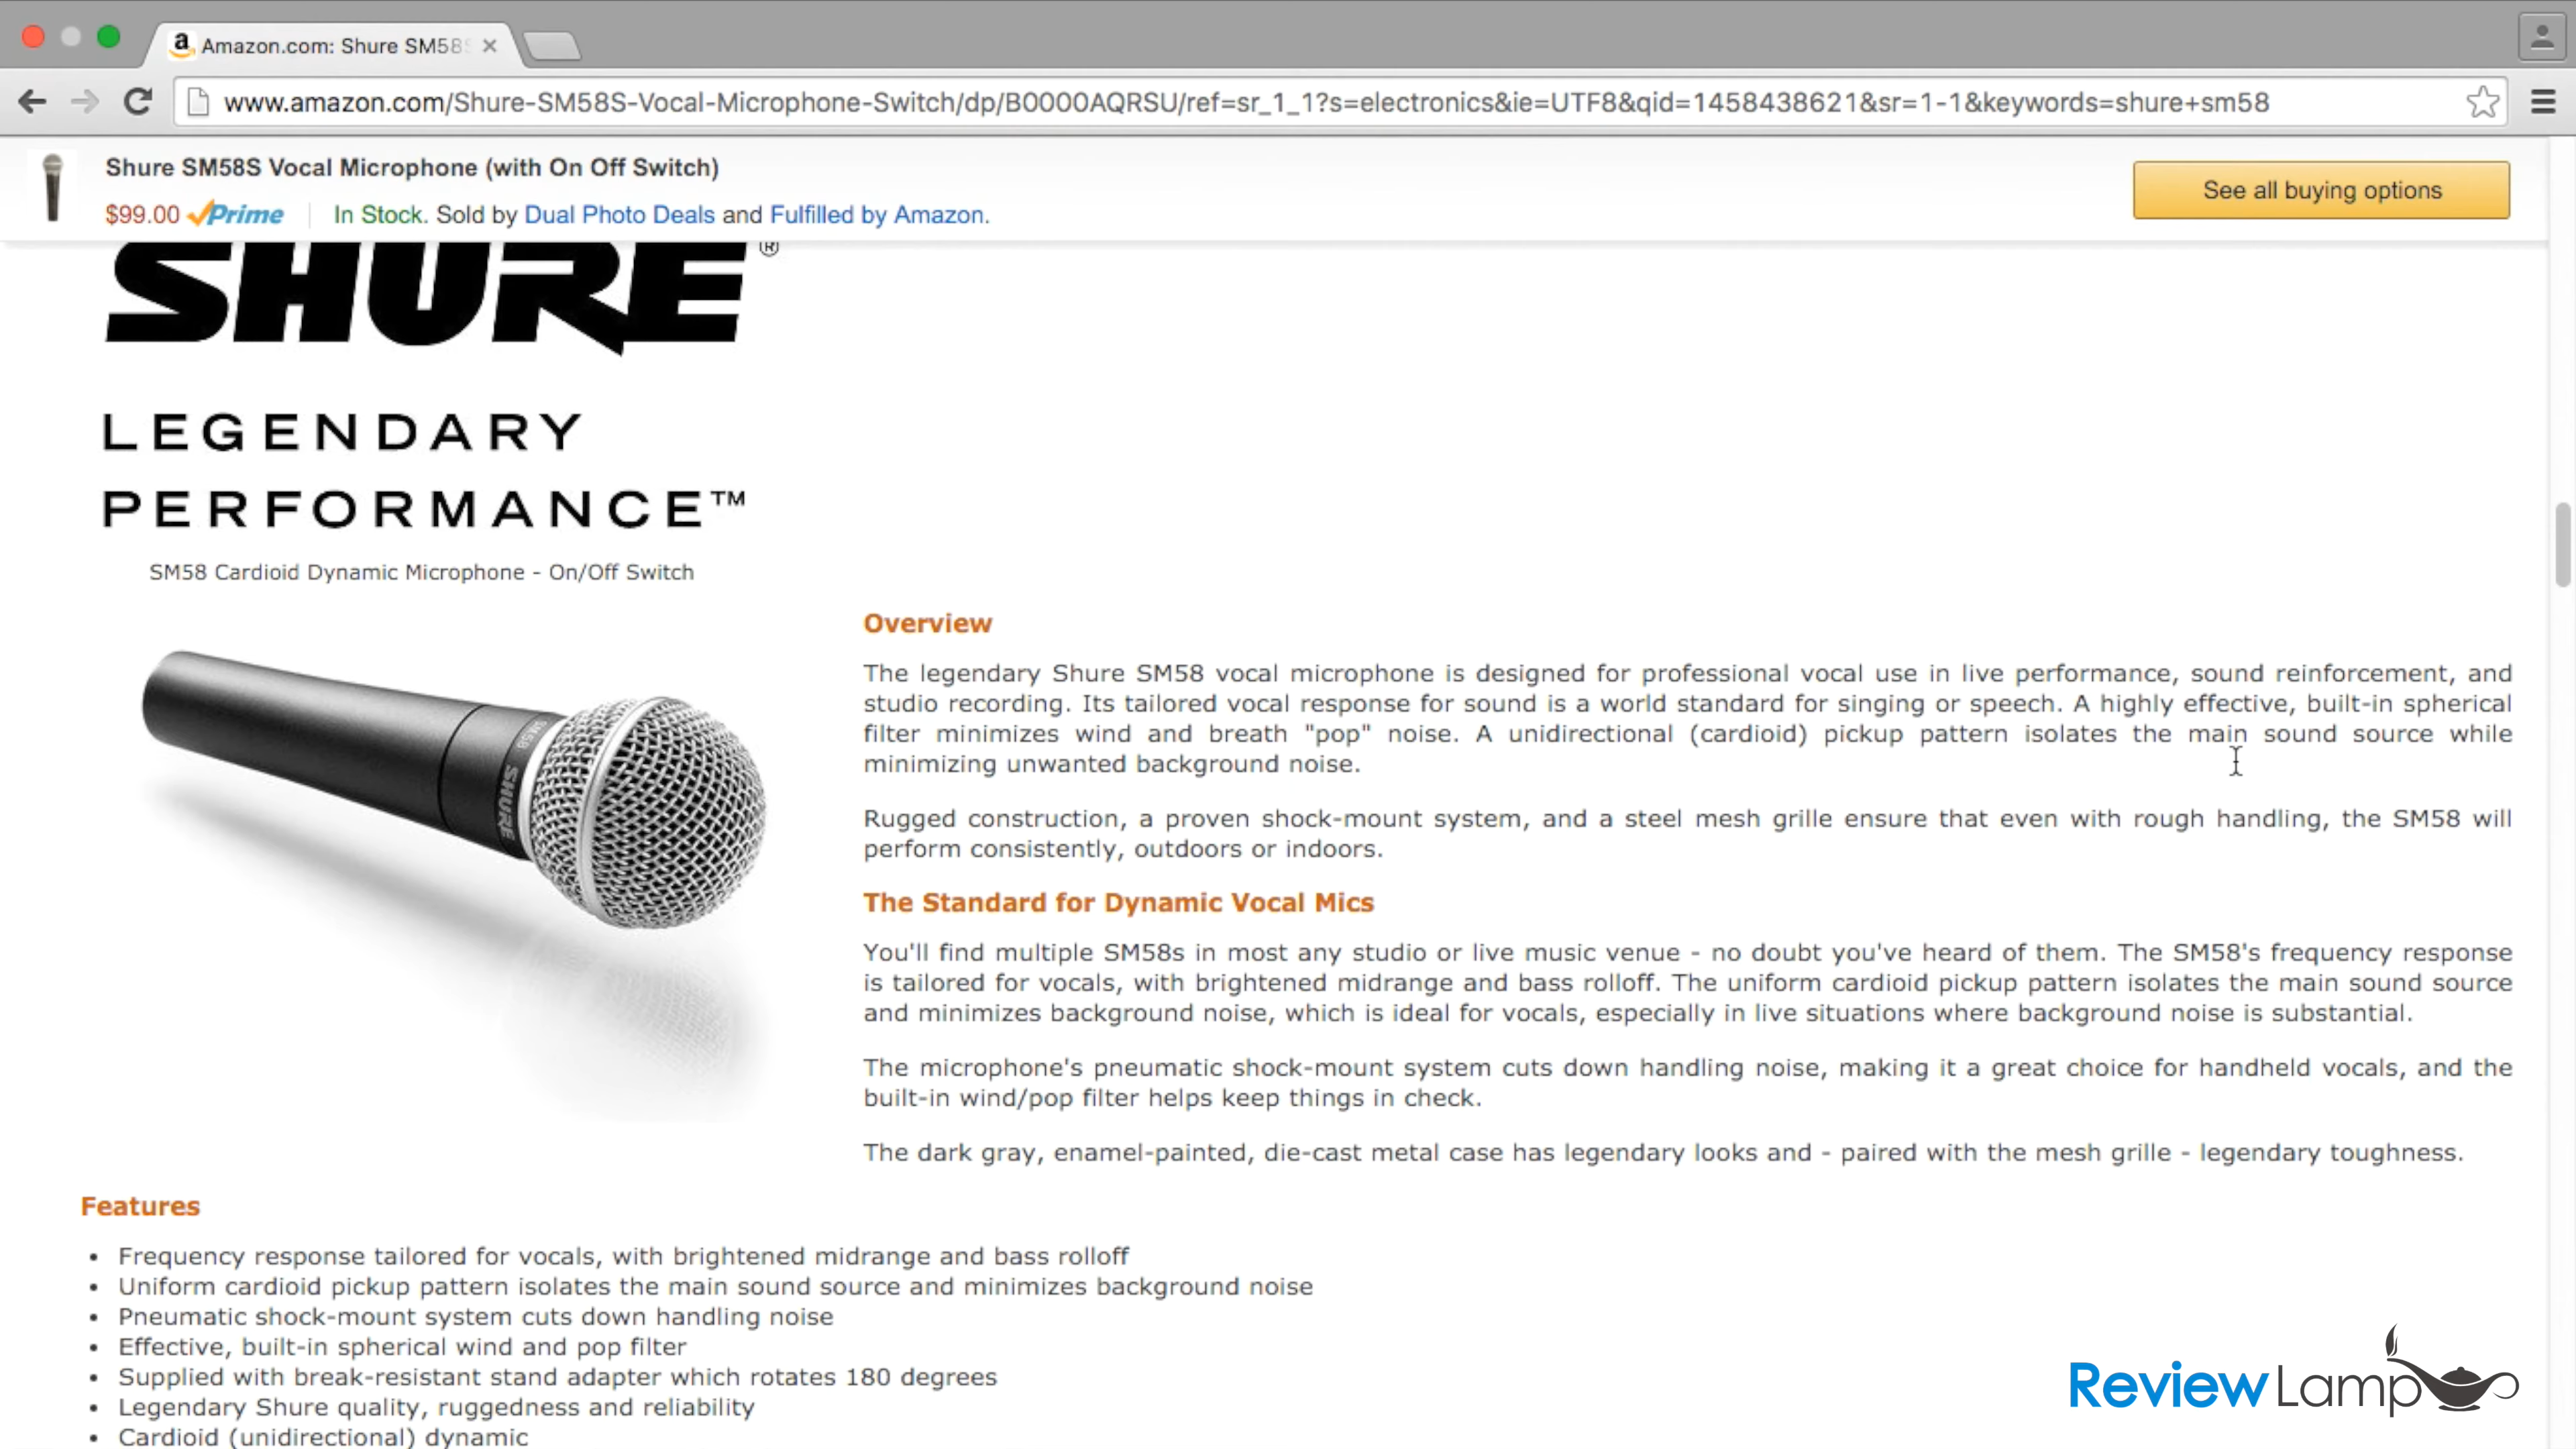 Amazon.com: Shure SM58S
www.amazon.com/Shure-SM58S-Vocal-Microphone-Switch/dp/B0000AQRSU/ref=sr_1_1?s=electronics&ie=UTF8&qid=1458438621&sr=1-1&keywords=shure+sm58
Shure SM58S Vocal Microphone (with On Off Switch)
$99.00 Prime | In Stock. Sold by Dual Photo Deals and Fulfilled by Amazon.
See all buying options
SHURE®
LEGENDARY
PERFORMANCE™
SM58 Cardioid Dynamic Microphone - On/Off Switch
SM58
SHURE
Overview
The legendary Shure SM58 vocal microphone is designed for professional vocal use in live performance, sound reinforcement, and
studio recording. Its tailored vocal response for sound is a world standard for singing or speech. A highly effective, built-in spherical
filter minimizes wind and breath "pop" noise. A unidirectional (cardioid) pickup pattern isolates the main sound source while
minimizing unwanted background noise.
Rugged construction, a proven shock-mount system, and a steel mesh grille ensure that even with rough handling, the SM58 will
perform consistently, outdoors or indoors.
The Standard for Dynamic Vocal Mics
You'll find multiple SM58s in most any studio or live music venue - no doubt you've heard of them. The SM58's frequency response
is tailored for vocals, with brightened midrange and bass rolloff. The uniform cardioid pickup pattern isolates the main sound source
and minimizes background noise, which is ideal for vocals, especially in live situations where background noise is substantial.
The microphone's pneumatic shock-mount system cuts down handling noise, making it a great choice for handheld vocals, and the
built-in wind/pop filter helps keep things in check.
The dark gray, enamel-painted, die-cast metal case has legendary looks and - paired with the mesh grille - legendary toughness.
Features
• Frequency response tailored for vocals, with brightened midrange and bass rolloff
• Uniform cardioid pickup pattern isolates the main sound source and minimizes background noise
• Pneumatic shock-mount system cuts down handling noise
• Effective, built-in spherical wind and pop filter
• Supplied with break-resistant stand adapter which rotates 180 degrees
• Legendary Shure quality, ruggedness and reliability
• Cardioid (unidirectional) dynamic
ReviewLamp